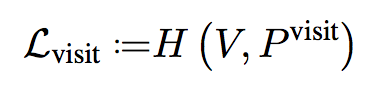 ℒ_visit := H (V, P^visit)